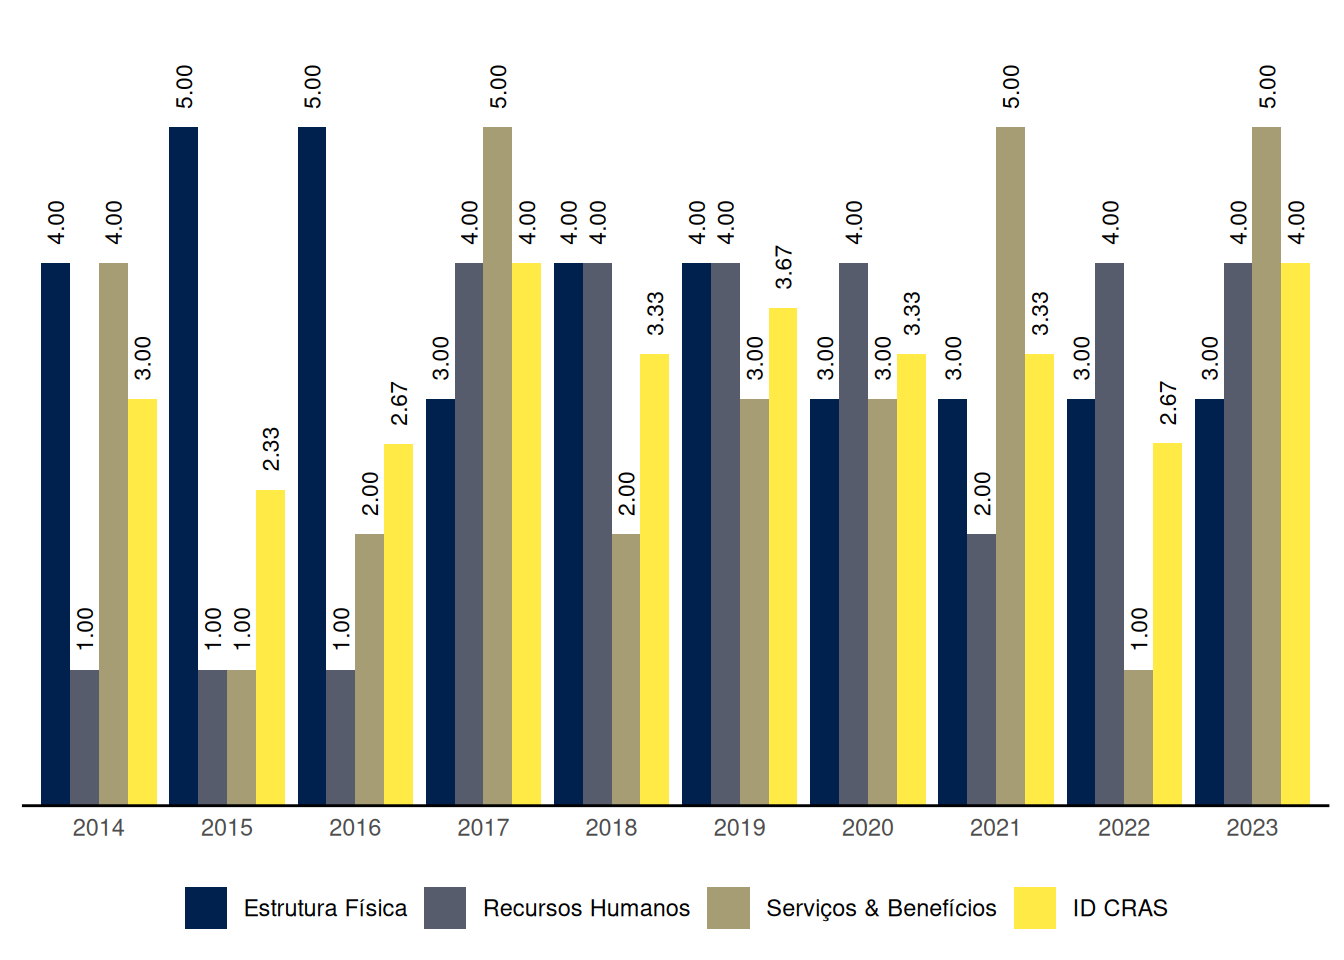 5.00 5.00 5.00 5.00 5.00
4.00 4.00 4.00 4.00 4.00 4.00 4.00 4.00 4.00 4.00 4.00 4.00
3.67
3.33 3.33 3.33
3.00 3.00 3.00 3.00 3.00 3.00 3.00 3.00
2.67 2.67
2.33
2.00 2.00 2.00
1.00 1.00 1.00 1.00 1.00
2014 2015 2016 2017 2018 2019 2020 2021 2022 2023
Estrutura Física Recursos Humanos Serviços & Benefícios ID CRAS